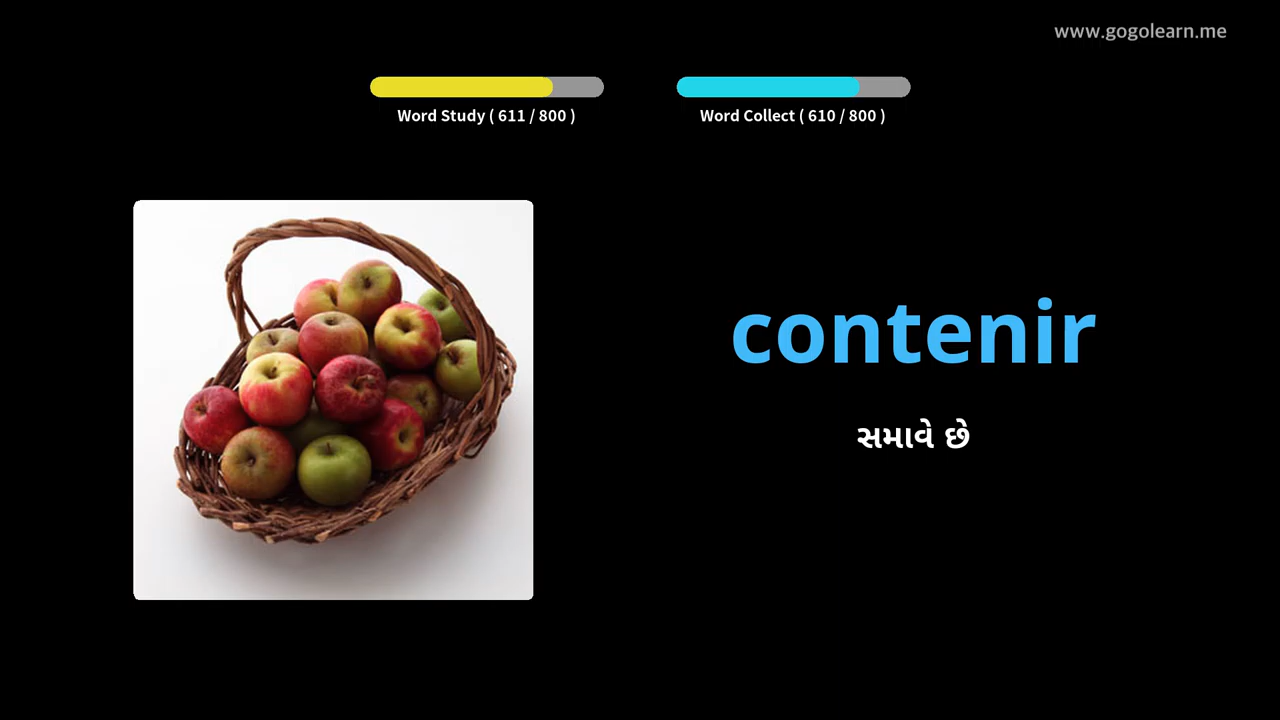 www.gogolearn.me
Word Study ( 611 / 800 )
Word Collect ( 610 / 800 )
contenir
સમાવે છે